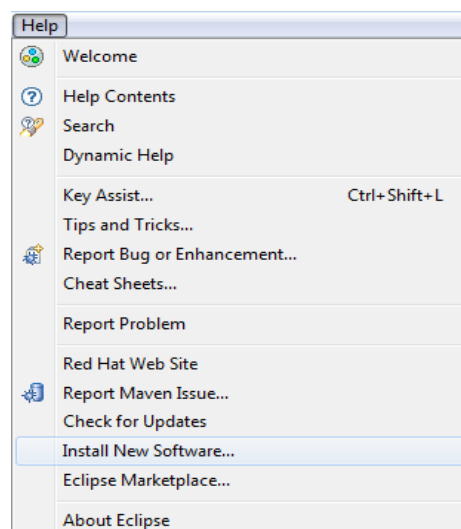 Help
Welcome
Help Contents
Search
Dynamic Help
Key Assist... Ctrl+Shift+L
Tips and Tricks...
Report Bug or Enhancement...
Cheat Sheets...
Report Problem
Red Hat Web Site
Report Maven Issue...
Check for Updates
Install New Software...
Eclipse Marketplace...
About Eclipse